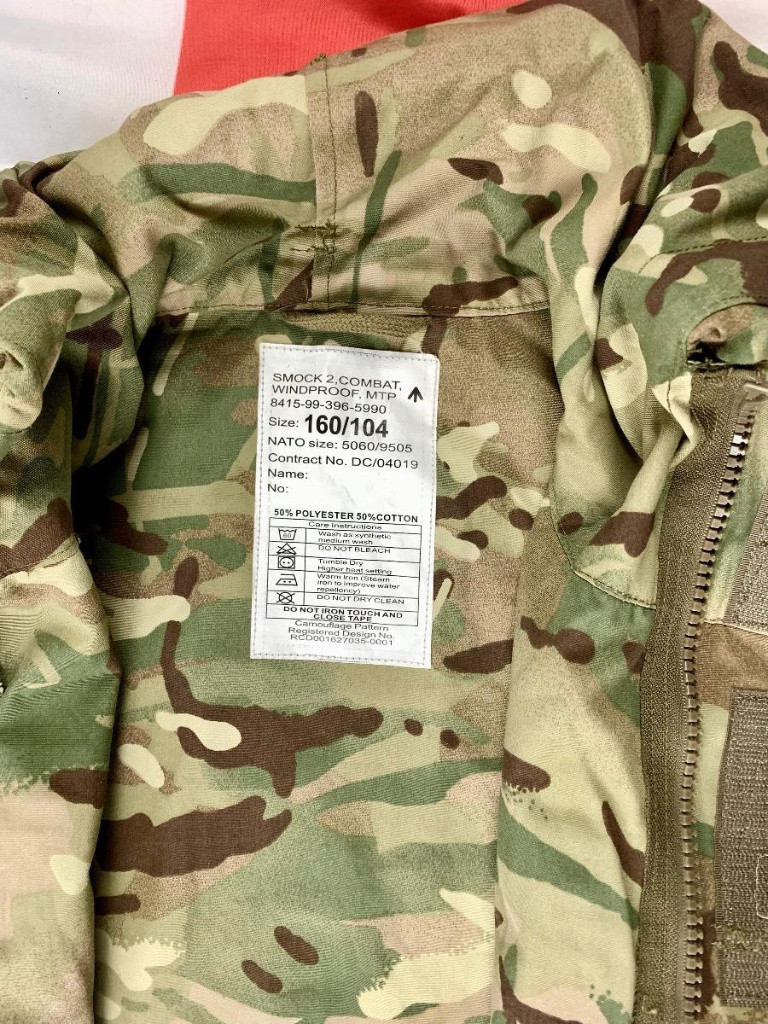 SMOCK 2,COMBAT,
WINDPROOF, MTP
8415-99-396-5990
Size: 160/104
NATO size: 5060/9505
Contract No. DC/04019
Name:
No:
50% POLYESTER 50%COTTON
Care Instructions
60 Wash as synthetic
medium wash
DO NOT BLEACH
Tumble Dry
Higher heat setting
Warm Iron (Steam
iron to improve water
repellency)
DO NOT DRY CLEAN
DO NOT IRON TOUCH AND
CLOSE TAPE
Camouflage Pattern
Registered Design No.
RCD001627035-0001